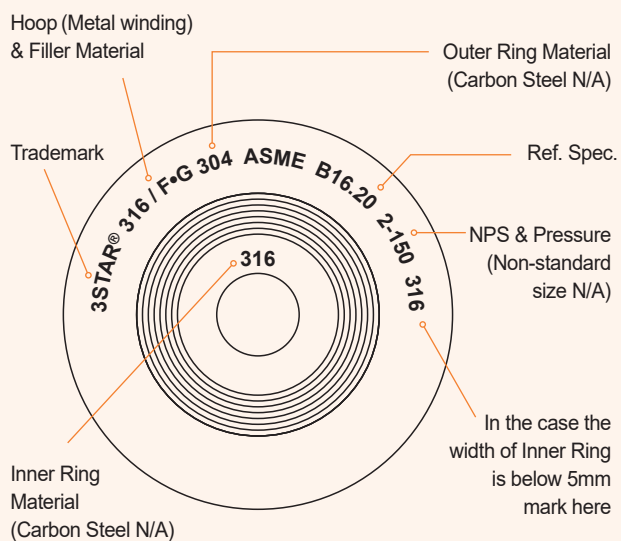 Hoop (Metal winding)
& Filler Material
Outer Ring Material
(Carbon Steel N/A)
Trademark
Ref. Spec.
3STAR® 316 / F•G 304 ASME B16.20 2-150 316
316
NPS & Pressure
(Non-standard
size N/A)
In the case the
width of Inner Ring
is below 5mm
mark here
Inner Ring
Material
(Carbon Steel N/A)